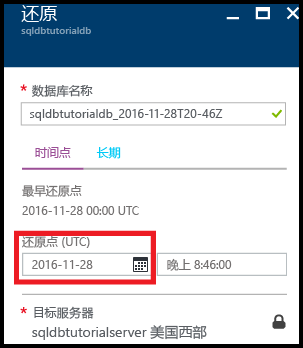 还原
sqldbtutorialdb
* 数据库名称
sqldbtutorialdb_2016-11-28T20-46Z
时间点 长期
最早还原点
2016-11-28 00:00 UTC
还原点 (UTC)
2016-11-28 晚上 8:46:00
* 目标服务器
sqldbtutorialserver 美国西部